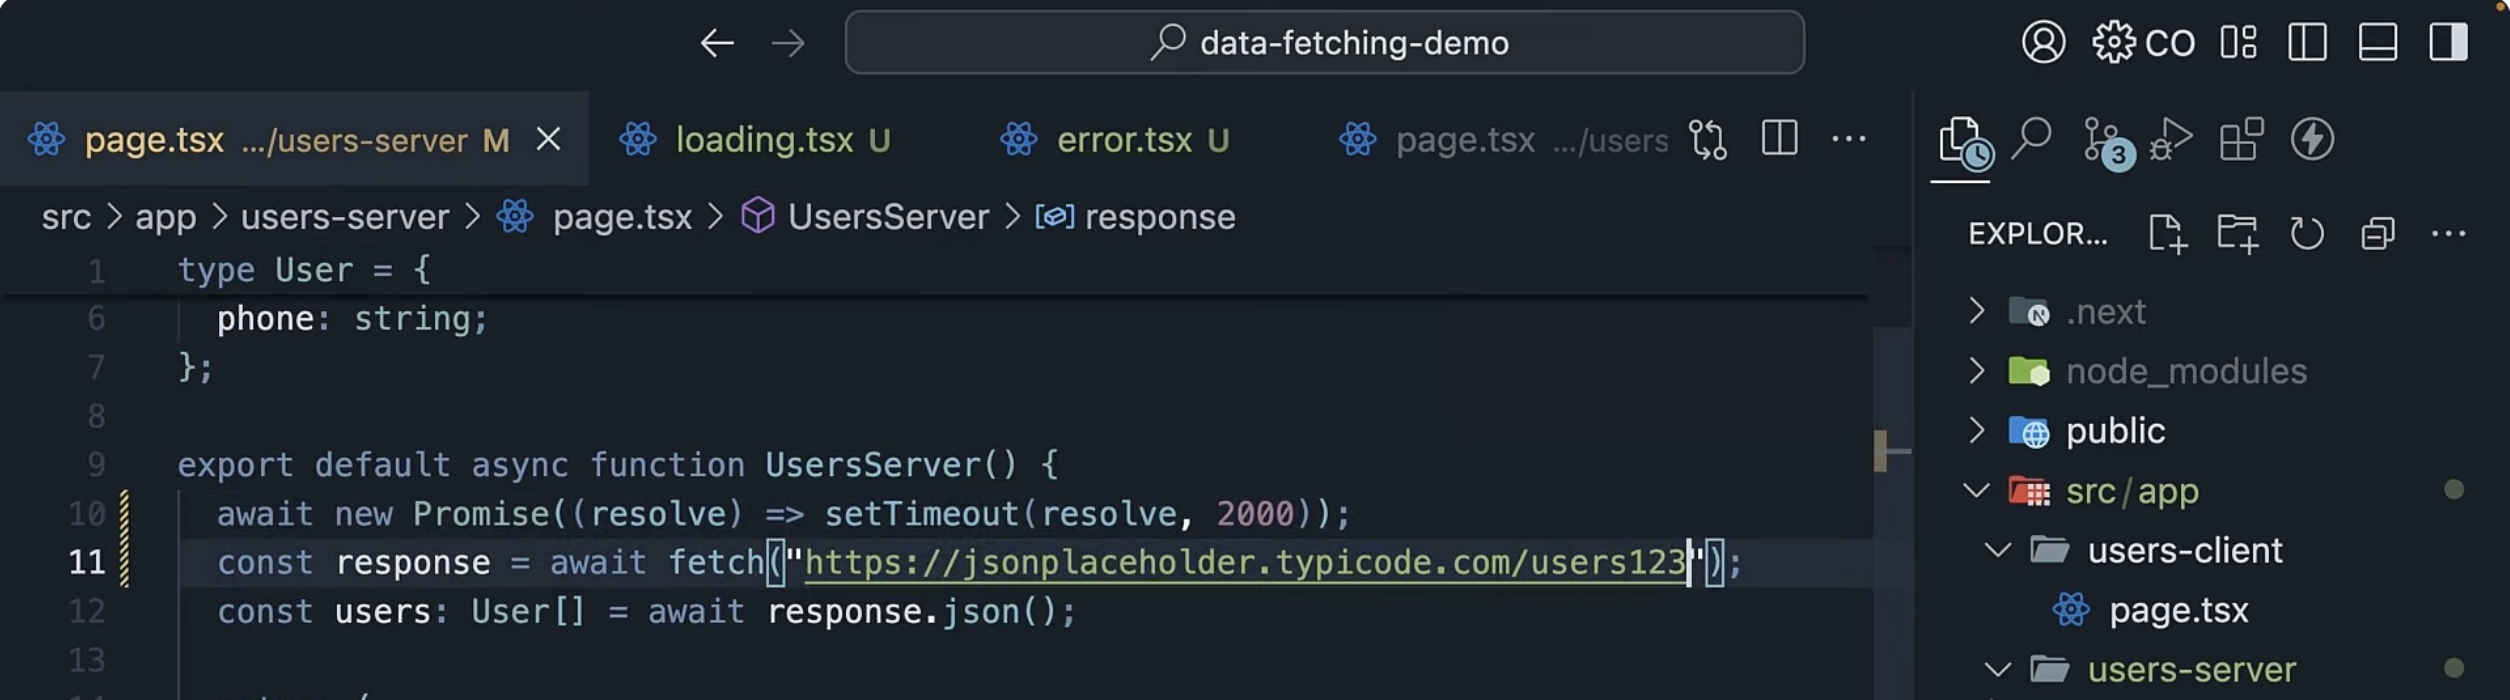 data-fetching-demo
CO
page.tsx .../users-server M
loading.tsx U
error.tsx U
page.tsx .../users
3
src > app > users-server > page.tsx > UsersServer > response
EXPLOR...
1 type User = {
6 phone: string;
7 };
8
9 export default async function UsersServer() {
10 await new Promise((resolve) => setTimeout(resolve, 2000));
11 const response = await fetch("https://jsonplaceholder.typicode.com/users123");
12 const users: User[] = await response.json();
13
.next
node_modules
public
src/app
users-client
page.tsx
users-server